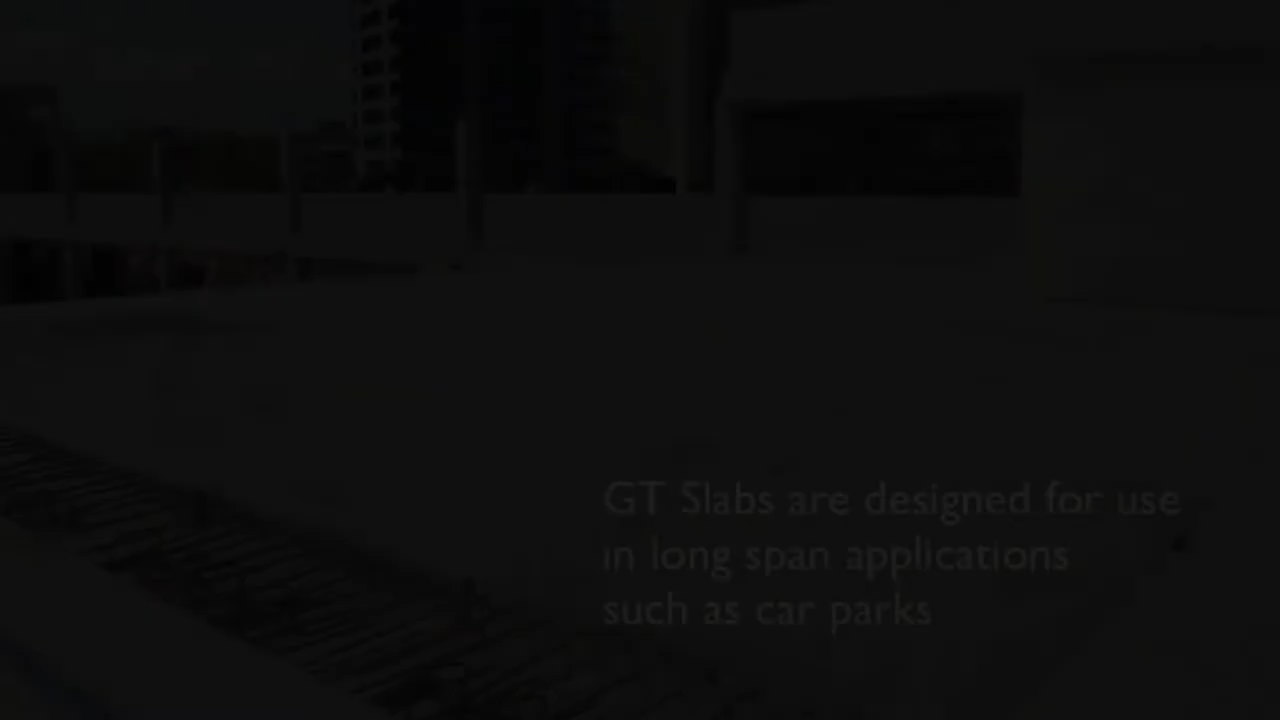 GT Slabs are designed for use
in long span applications
such as car parks